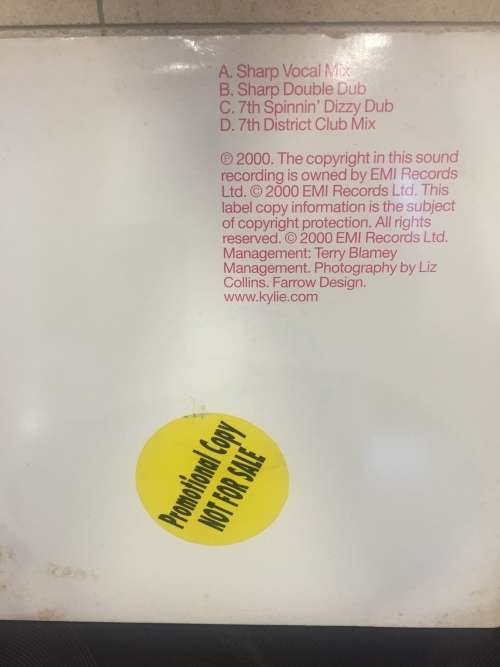 A. Sharp Vocal Mix
B. Sharp Double Dub
C. 7th Spinnin' Dizzy Dub
D. 7th District Club Mix
℗ 2000. The copyright in this sound
recording is owned by EMI Records
Ltd. © 2000 EMI Records Ltd. This
label copy information is the subject
of copyright protection. All rights
reserved. © 2000 EMI Records Ltd.
Management: Terry Blamey
Management. Photography by Liz
Collins. Farrow Design.
www.kylie.com
Promotional Copy
NOT FOR SALE